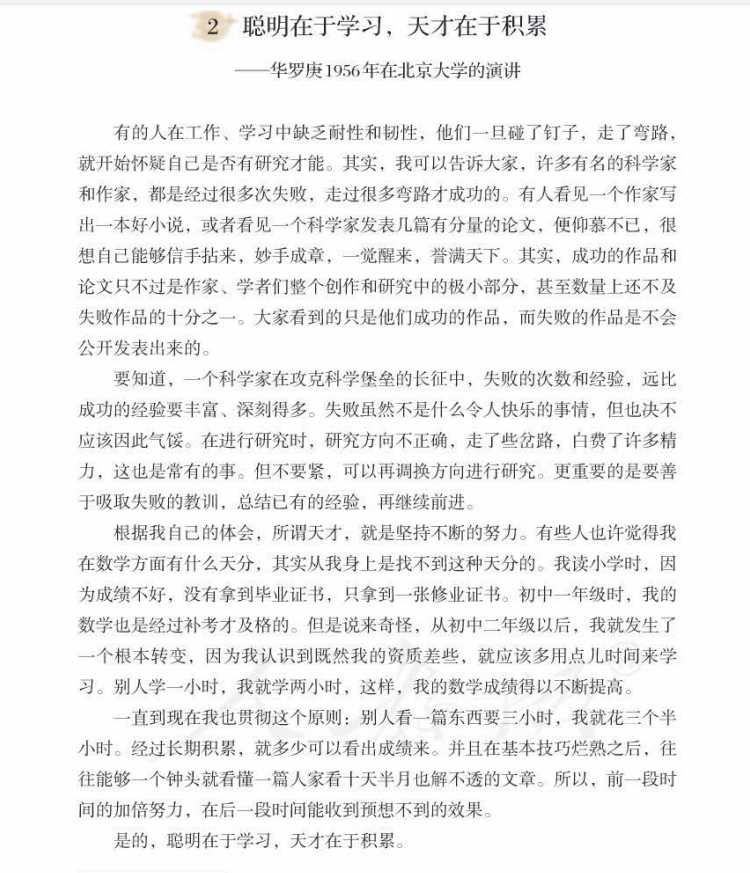 2 聪明在于学习，天才在于积累
——华罗庚1956年在北京大学的演讲
有的人在工作、学习中缺乏耐性和韧性，他们一旦碰了钉子，走了弯路，
就开始怀疑自己是否有研究才能。其实，我可以告诉大家，许多有名的科学家
和作家，都是经过很多次失败，走过很多弯路才成功的。有人看见一个作家写
出一本好小说，或者看见一个科学家发表几篇有分量的论文，便仰慕不已，很
想自己能够信手拈来，妙手成章，一觉醒来，誉满天下。其实，成功的作品和
论文只不过是作家、学者们整个创作和研究中的极小部分，甚至数量上还不及
失败作品的十分之一。大家看到的只是他们成功的作品，而失败的作品是不会
公开发表出来的。
要知道，一个科学家在攻克科学堡垒的长征中，失败的次数和经验，远比
成功的经验要丰富、深刻得多。失败虽然不是什么令人快乐的事情，但也决不
应该因此气馁。在进行研究时，研究方向不正确，走了些岔路，白费了许多精
力，这也是常有的事。但不要紧，可以再调换方向进行研究。更重要的是要善
于吸取失败的教训，总结已有的经验，再继续前进。
根据我自己的体会，所谓天才，就是坚持不断的努力。有些人也许觉得我
在数学方面有什么天分，其实从我身上是找不到这种天分的。我读小学时，因
为成绩不好，没有拿到毕业证书，只拿到一张修业证书。初中一年级时，我的
数学也是经过补考才及格的。但是说来奇怪，从初中二年级以后，我就发生了
一个根本转变，因为我认识到既然我的资质差些，就应该多用点儿时间来学
习。别人学一小时，我就学两小时，这样，我的数学成绩得以不断提高。
一直到现在我也贯彻这个原则：别人看一篇东西要三小时，我就花三个半
小时。经过长期积累，就多少可以看出成绩来。并且在基本技巧烂熟之后，往
往能够一个钟头就看懂一篇人家看十天半月也解不透的文章。所以，前一段时
间的加倍努力，在后一段时间能收到预想不到的效果。
是的，聪明在于学习，天才在于积累。